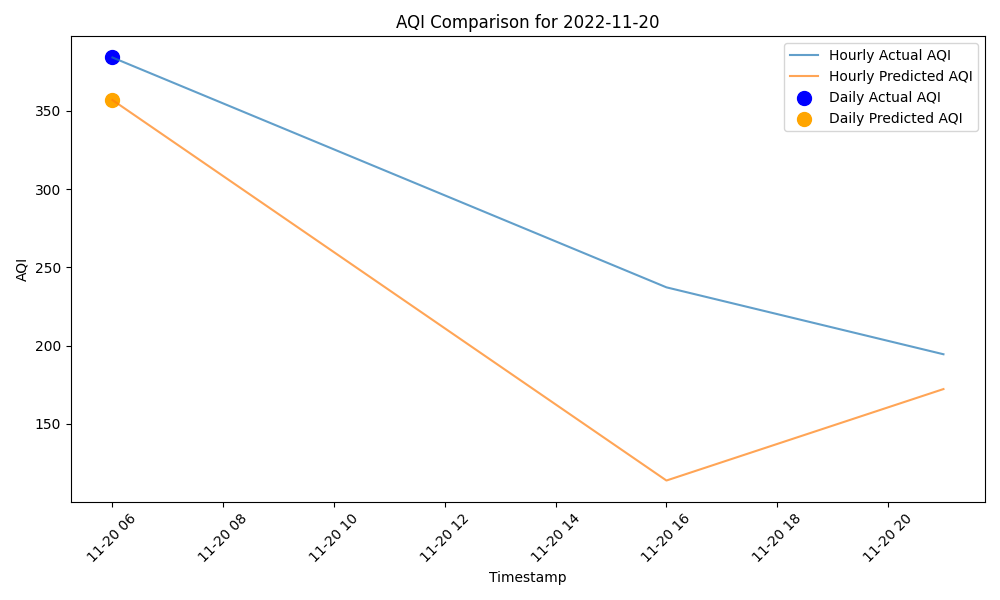 AQI Comparison for 2022-11-20
Hourly Actual AQI
Hourly Predicted AQI
Daily Actual AQI
Daily Predicted AQI
AQI
350
300
250
200
150
11-20 06
11-20 08
11-20 10
11-20 12
11-20 14
11-20 16
11-20 18
11-20 20
Timestamp